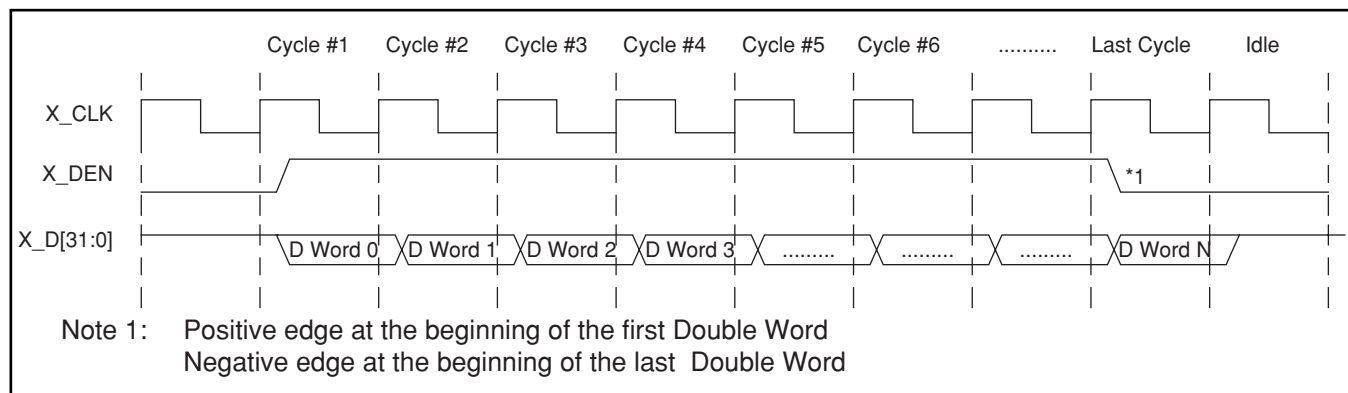 Cycle #1 Cycle #2 Cycle #3 Cycle #4 Cycle #5 Cycle #6 .......... Last Cycle Idle
X_CLK
X_DEN *1
X_D[31:0] D Word 0 D Word 1 D Word 2 D Word 3 ......... ......... ......... D Word N
Note 1: Positive edge at the beginning of the first Double Word
Negative edge at the beginning of the last Double Word